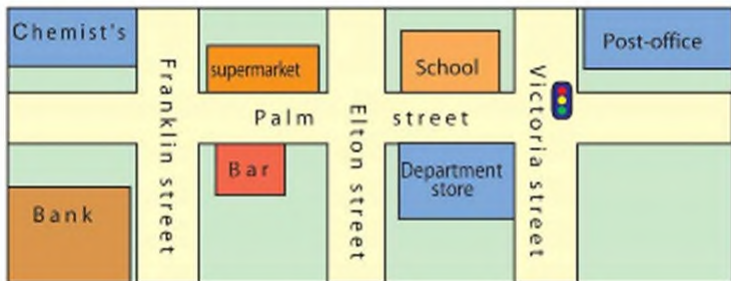 Chemist's
supermarket
School
Post-office
Franklin street
Palm street
Elton street
Victoria street
Bar
Department
store
Bank